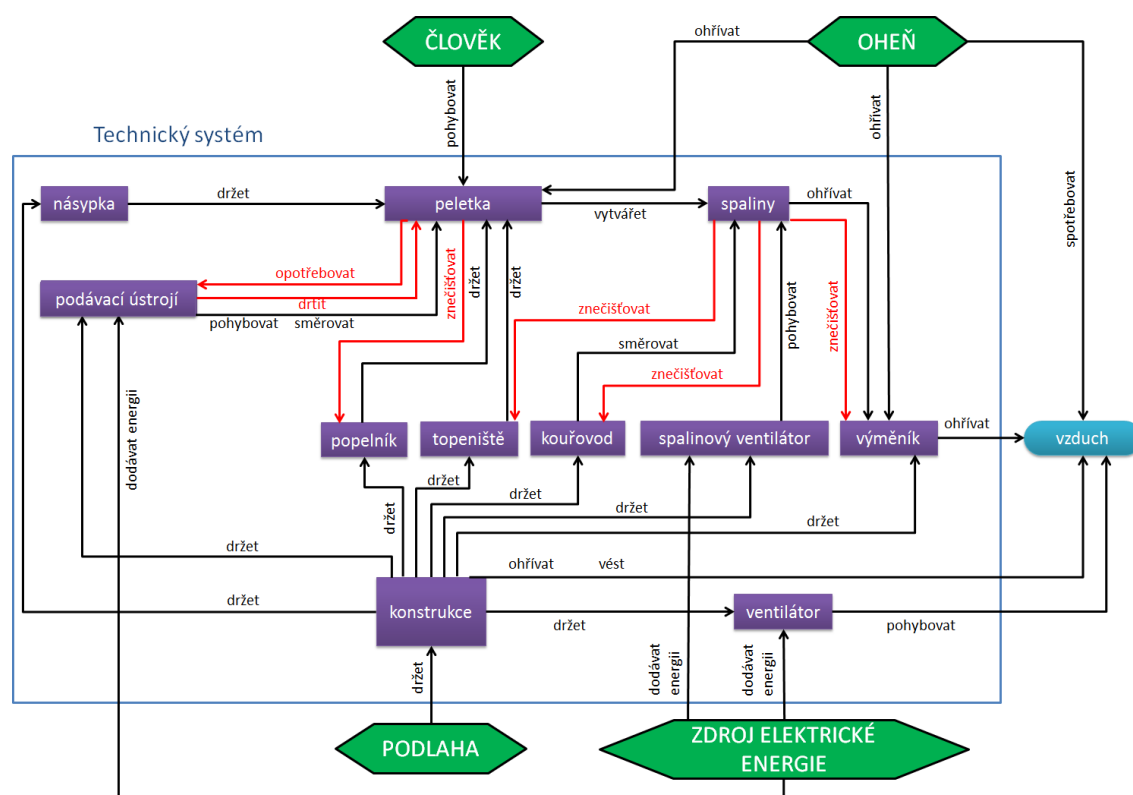 ČLOVĚK
OHEŇ
ohřívat
pohybovat
ohřívat
Technický systém
násypka
držet
peletka
vytvářet
spaliny
ohřívat
spotřebovat
opotřebovat
podávací ústrojí
drtit
pohybovat směrovat
znečišťovat
držet
držet
znečišťovat
směrovat
pohybovat
znečišťovat
znečišťovat
dodávat energii
popelník
topeniště
kouřovod
spalinový ventilátor
výměník
ohřívat
vzduch
držet
držet
držet
držet
držet
držet
ohřívat vést
držet
konstrukce
držet
ventilátor
pohybovat
držet
dodávat
energii
dodávat
energii
PODLAHA
ZDROJ ELEKTRICKÉ
ENERGIE